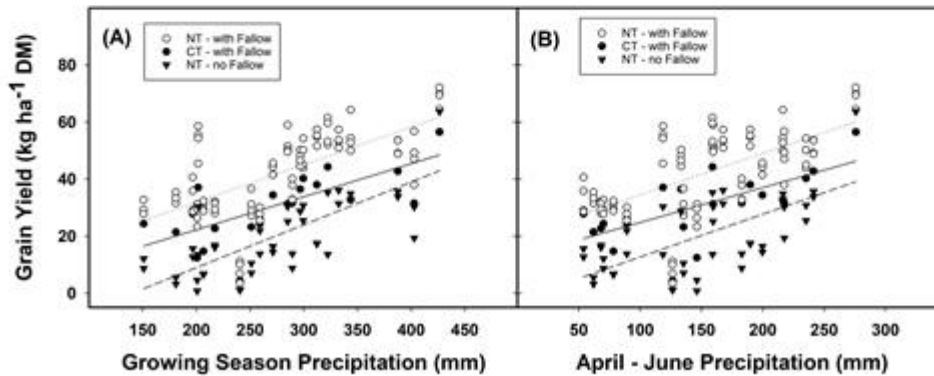 (A)
NT - with Fallow
CT - with Fallow
NT - no Fallow
(B)
NT - with Fallow
CT - with Fallow
NT - no Fallow
Grain Yield (kg ha-1 DM)
80
60
40
20
0
150 200 250 300 350 400 450
50 100 150 200 250 300
Growing Season Precipitation (mm)
April - June Precipitation (mm)